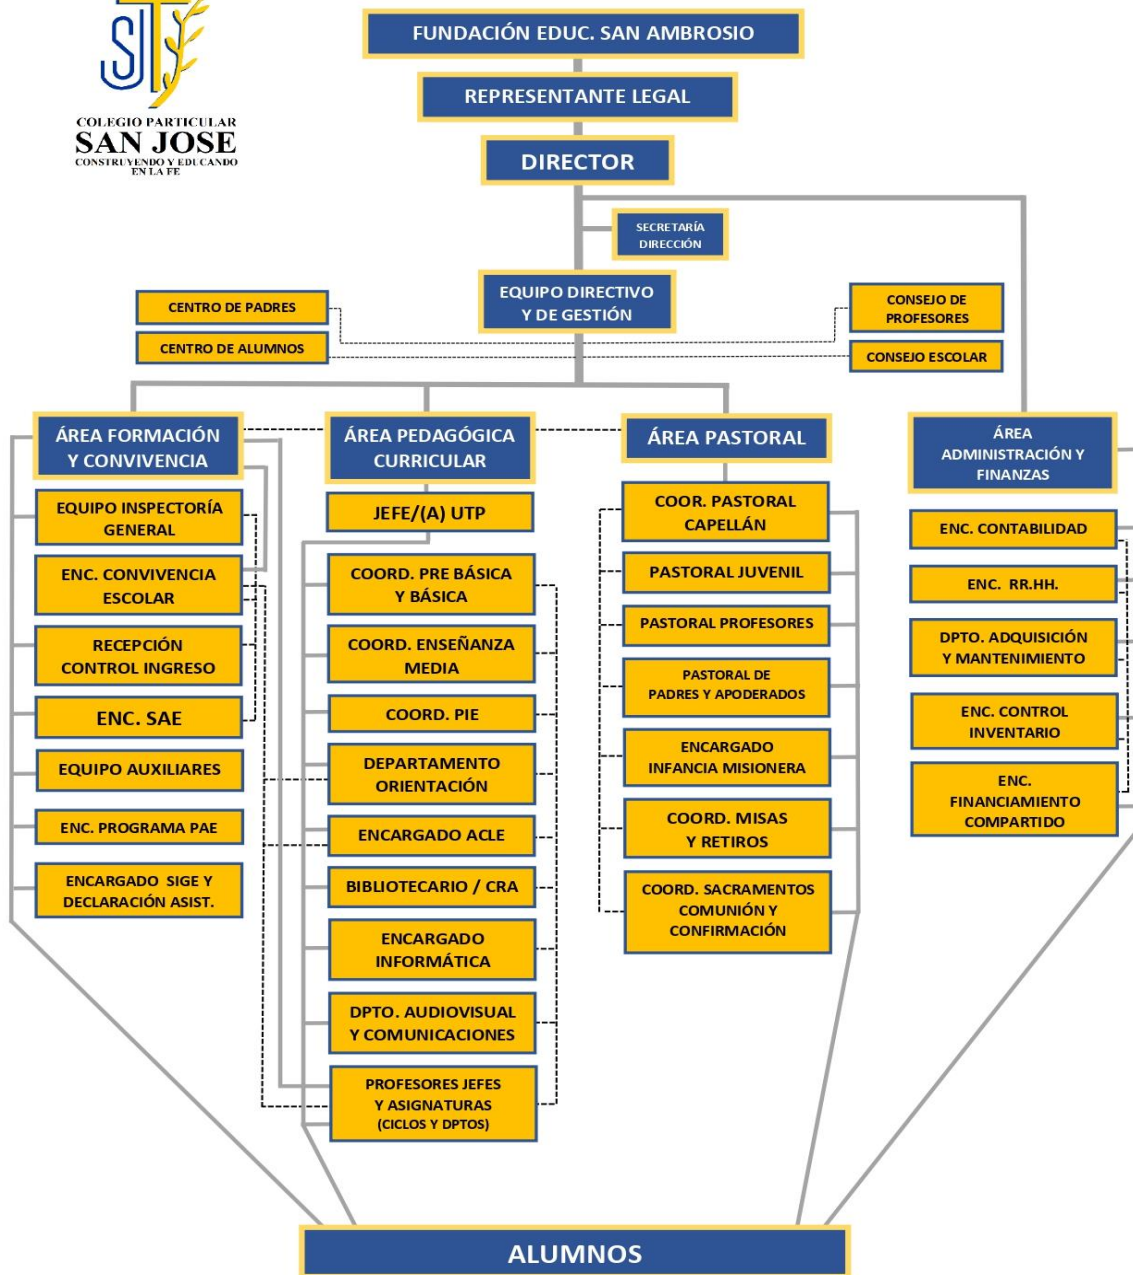 COLEGIO PARTICULAR
SAN JOSE
CONSTRUYENDO Y EDUCANDO
EN LA FE
FUNDACIÓN EDUC. SAN AMBROSIO
REPRESENTANTE LEGAL
DIRECTOR
SECRETARÍA
DIRECCIÓN
EQUIPO DIRECTIVO
Y DE GESTIÓN
CENTRO DE PADRES
CENTRO DE ALUMNOS
CONSEJO DE
PROFESORES
CONSEJO ESCOLAR
ÁREA FORMACIÓN
Y CONVIVENCIA
EQUIPO INSPECTORÍA
GENERAL
ENC. CONVIVENCIA
ESCOLAR
RECEPCIÓN
CONTROL INGRESO
ENC. SAE
EQUIPO AUXILIARES
ENC. PROGRAMA PAE
ENCARGADO SIGE Y
DECLARACIÓN ASIST.
ÁREA PEDAGÓGICA
CURRICULAR
JEFE/(A) UTP
COORD. PRE BÁSICA
Y BÁSICA
COORD. ENSEÑANZA
MEDIA
COORD. PIE
DEPARTAMENTO
ORIENTACIÓN
ENCARGADO ACLE
BIBLIOTECARIO / CRA
ENCARGADO
INFORMÁTICA
DPTO. AUDIOVISUAL
Y COMUNICACIONES
PROFESORES JEFES
Y ASIGNATURAS
(CICLOS Y DPTOS)
ÁREA PASTORAL
COOR. PASTORAL
CAPELLÁN
PASTORAL JUVENIL
PASTORAL PROFESORES
PASTORAL DE
PADRES Y APODERADOS
ENCARGADO
INFANCIA MISIONERA
COORD. MISAS
Y RETIROS
COORD. SACRAMENTOS
COMUNIÓN Y
CONFIRMACIÓN
ÁREA
ADMINISTRACIÓN Y
FINANZAS
ENC. CONTABILIDAD
ENC. RR.HH.
DPTO. ADQUISICIÓN
Y MANTENIMIENTO
ENC. CONTROL
INVENTARIO
ENC.
FINANCIAMIENTO
COMPARTIDO
ALUMNOS